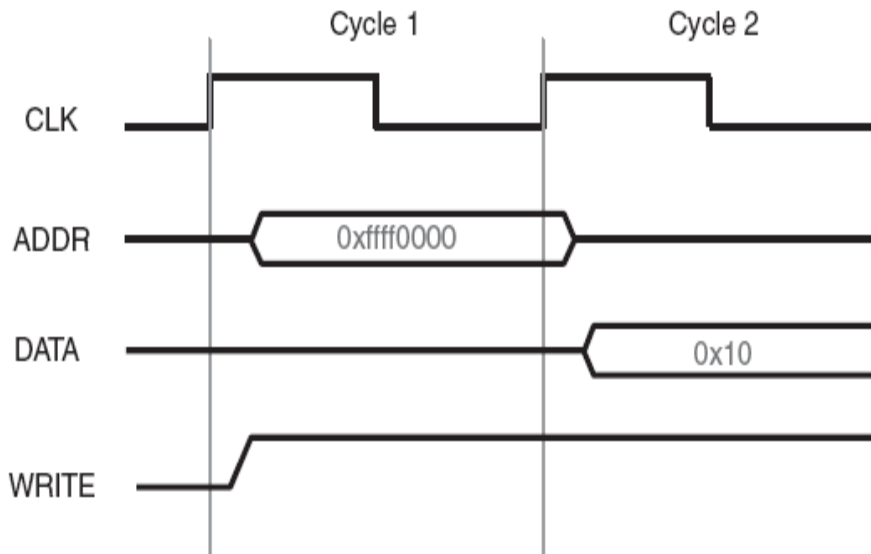 Cycle 1 Cycle 2
CLK
ADDR 0xffff0000
DATA 0x10
WRITE